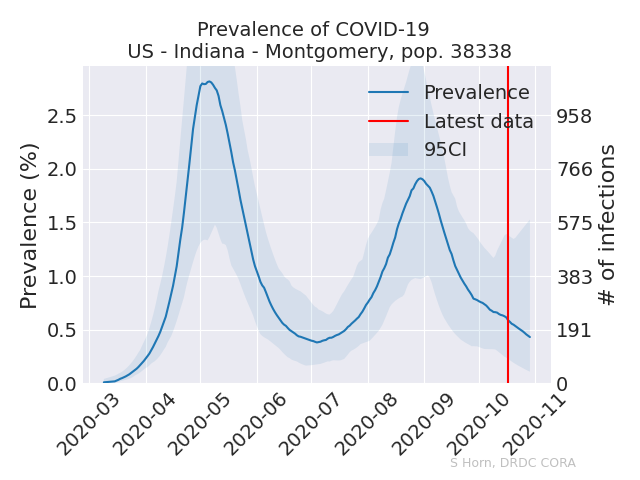 Prevalence of COVID-19
US - Indiana - Montgomery, pop. 38338
Prevalence
Latest data
95CI
Prevalence (%)
2.5
2.0
1.5
1.0
0.5
0.0
# of infections
958
766
575
383
191
0
2020-03
2020-04
2020-05
2020-06
2020-07
2020-08
2020-09
2020-10
2020-11
S Horn, DRDC CORA